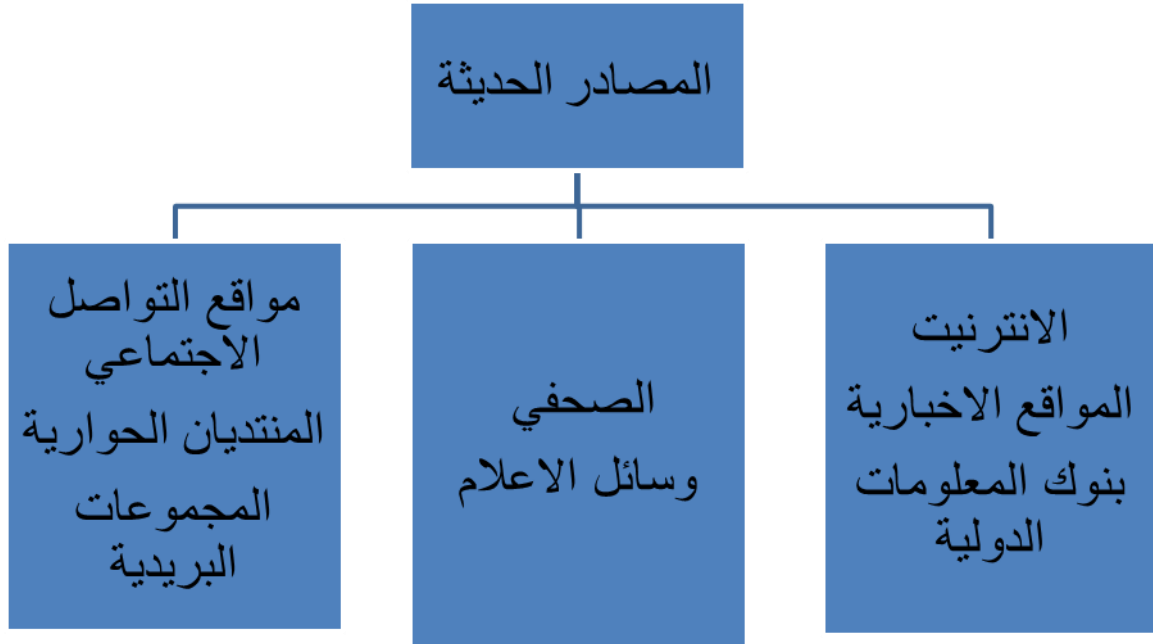 المصادر الحديثة
الانترنيت
المواقع الاخبارية
بنوك المعلومات
الدولية
الصحفي
وسائل الاعلام
مواقع التواصل
الاجتماعي
المنتديان الحوارية
المجموعات
البريدية